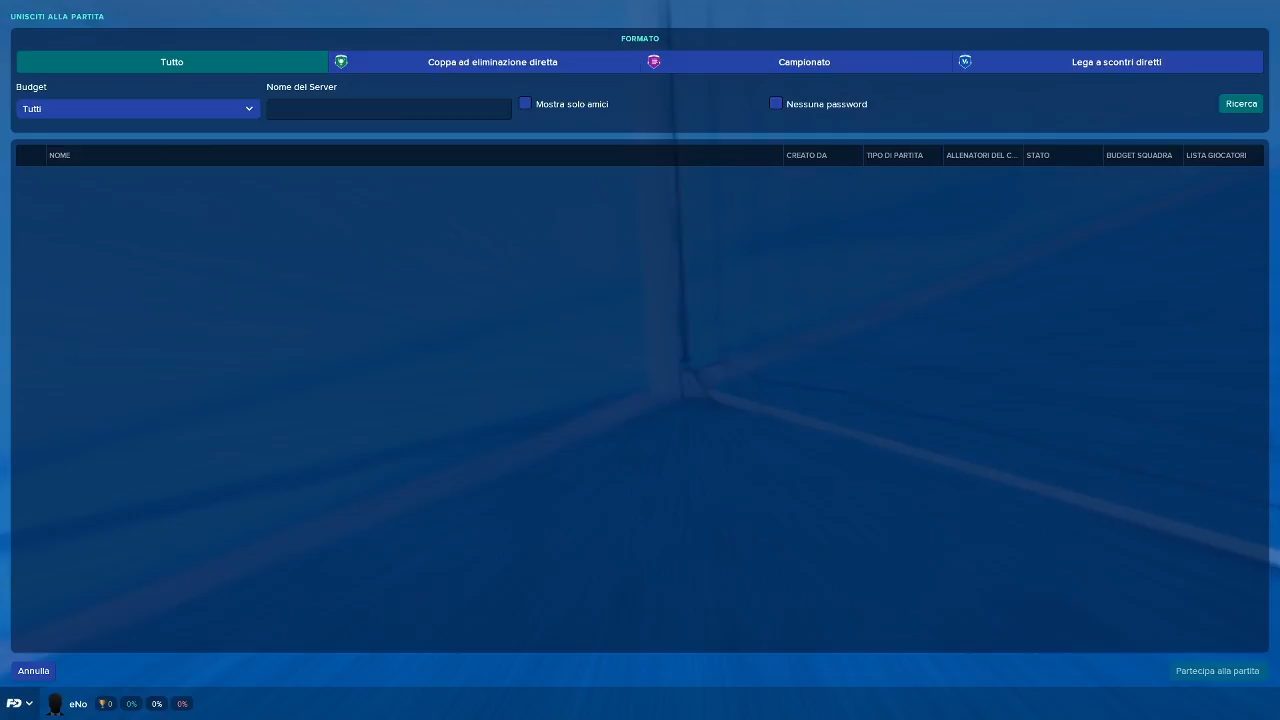 UNISCITI ALLA PARTITA
FORMATO
Tutto
Coppa ad eliminazione diretta
Campionato
Lega a scontri diretti
Budget
Nome del Server
Tutti
Mostra solo amici
Nessuna password
Ricerca
NOME
CREATO DA
TIPO DI PARTITA
ALLENATORI DEL C...
STATO
BUDGET SQUADRA
LISTA GIOCATORI
Annulla
Partecipa alla partita
FD
eNo
0
0%
0%
0%